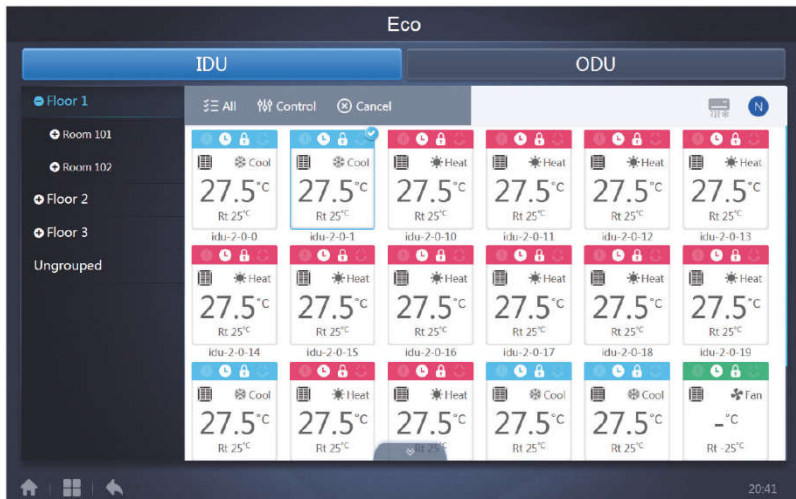 Eco
IDU ODU
Floor 1
Room 101
Room 102
Floor 2
Floor 3
Ungrouped
All Control Cancel N
Cool Cool Heat Heat Heat Heat
27.5°C 27.5°C 27.5°C 27.5°C 27.5°C 27.5°C
Rt 25°C Rt 25°C Rt 25°C Rt 25°C Rt 25°C Rt 25°C
idu-2-0-0 idu-2-0-1 idu-2-0-10 idu-2-0-11 idu-2-0-12 idu-2-0-13
Heat Heat Heat Heat Heat Heat
27.5°C 27.5°C 27.5°C 27.5°C 27.5°C 27.5°C
Rt 25°C Rt 25°C Rt 25°C Rt 25°C Rt 25°C Rt 25°C
idu-2-0-14 idu-2-0-15 idu-2-0-16 idu-2-0-17 idu-2-0-18 idu-2-0-19
Cool Heat Heat Cool Cool Fan
27.5°C 27.5°C 27.5°C 27.5°C 27.5°C -°C
Rt 25°C Rt 25°C Rt 25°C Rt 25°C Rt 25°C Rt -25°C
20:41